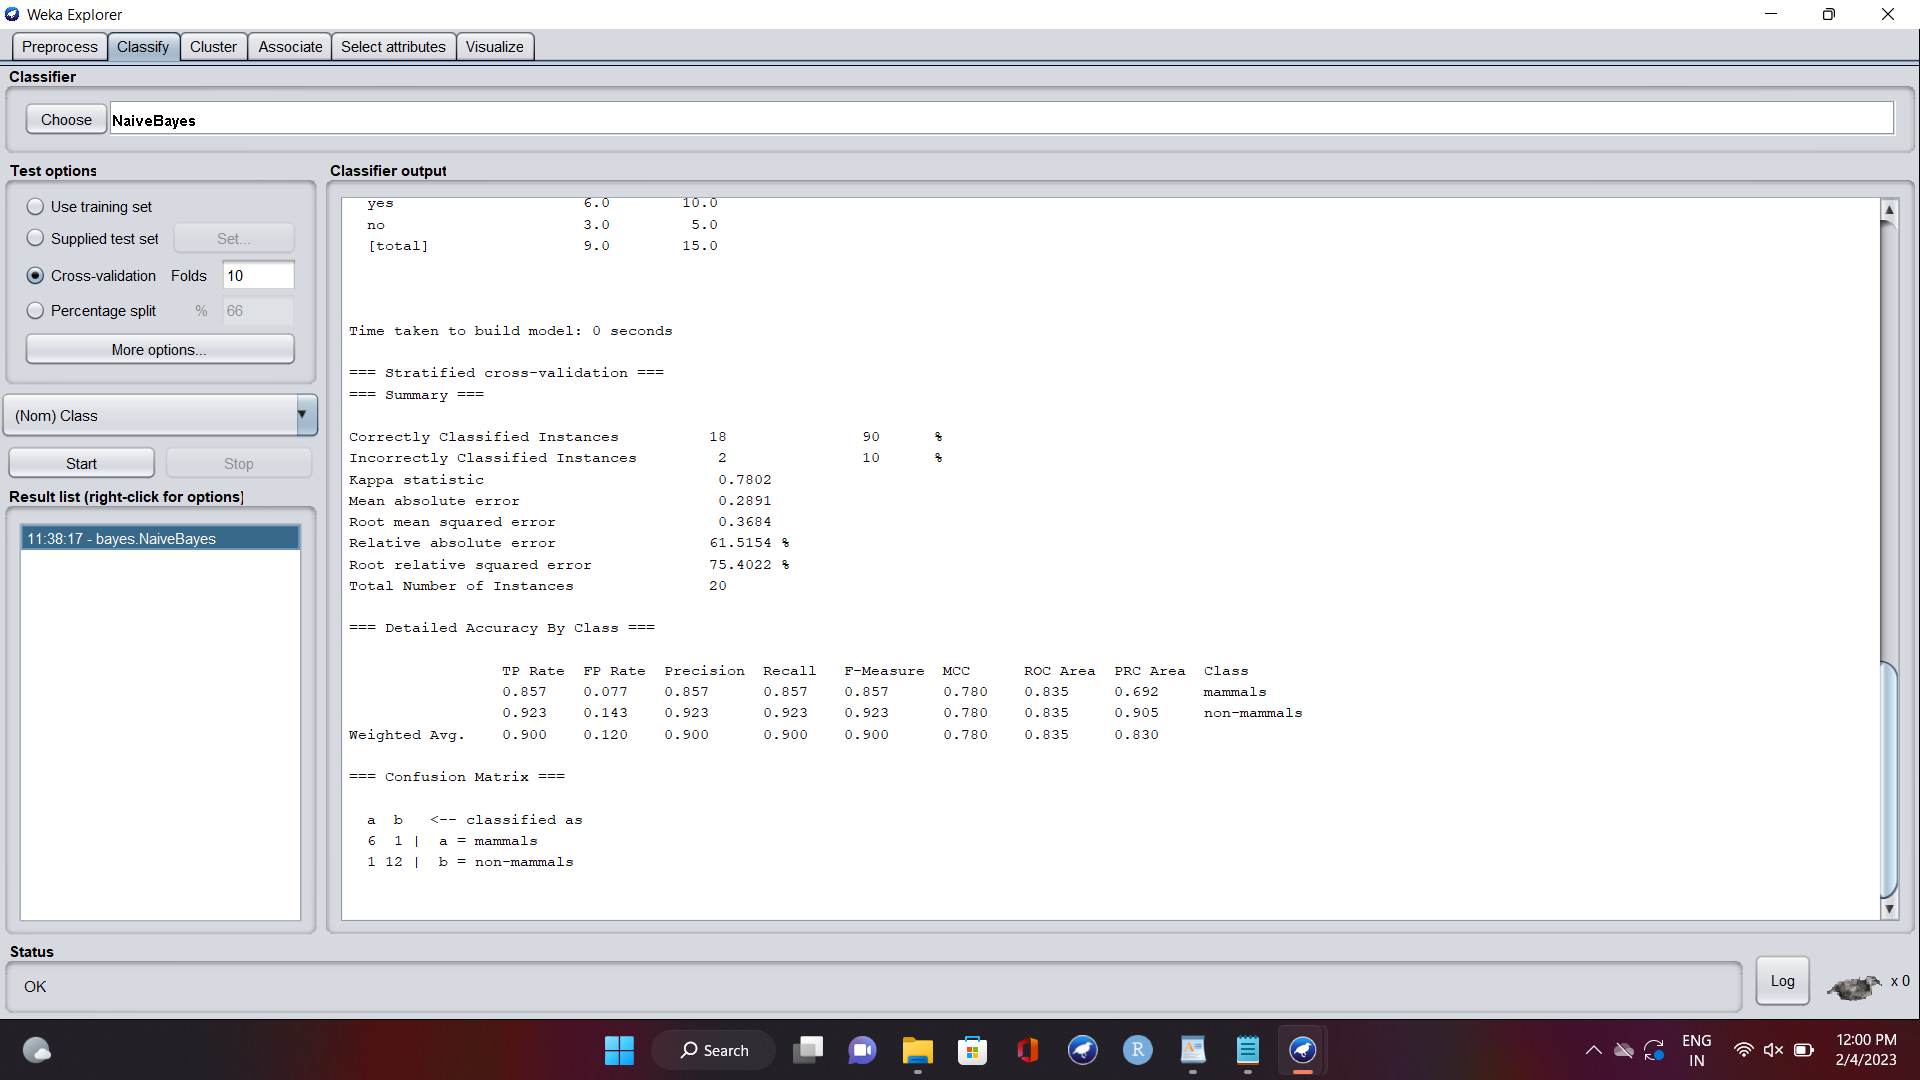 Weka Explorer
Preprocess Classify Cluster Associate Select attributes Visualize
Classifier
Choose NaiveBayes
Test options
Use training set
Supplied test set Set...
Cross-validation Folds 10
Percentage split % 66
More options...
(Nom) Class
Start Stop
Result list (right-click for options)
11:38:17 - bayes.NaiveBayes
Classifier output
yes 6.0 10.0
no 3.0 5.0
[total] 9.0 15.0
Time taken to build model: 0 seconds
=== Stratified cross-validation ===
=== Summary ===
Correctly Classified Instances 18 90 %
Incorrectly Classified Instances 2 10 %
Kappa statistic 0.7802
Mean absolute error 0.2891
Root mean squared error 0.3684
Relative absolute error 61.5154 %
Root relative squared error 75.4022 %
Total Number of Instances 20
=== Detailed Accuracy By Class ===
TP Rate FP Rate Precision Recall F-Measure MCC ROC Area PRC Area Class
0.857 0.077 0.857 0.857 0.857 0.780 0.835 0.692 mammals
0.923 0.143 0.923 0.923 0.923 0.780 0.835 0.905 non-mammals
Weighted Avg. 0.900 0.120 0.900 0.900 0.900 0.780 0.835 0.830
=== Confusion Matrix ===
a b <-- classified as
6 1 | a = mammals
1 12 | b = non-mammals
Status
OK
Log x 0
Search
R
ENG
IN
12:00 PM
2/4/2023